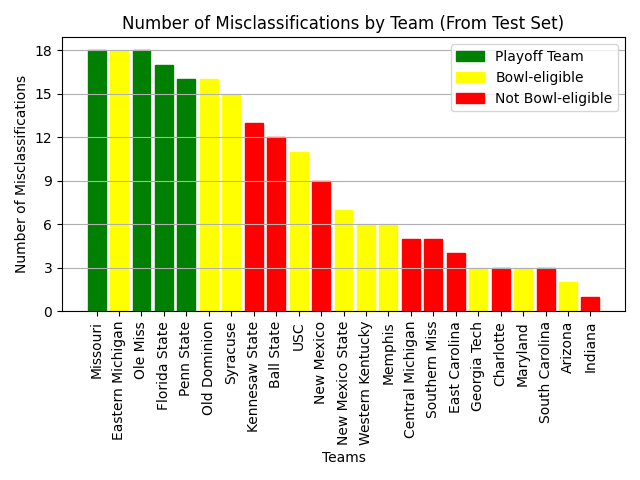 Number of Misclassifications by Team (From Test Set)
Playoff Team
Bowl-eligible
Not Bowl-eligible
Number of Misclassifications
18
15
12
9
6
3
0
Missouri
Eastern Michigan
Ole Miss
Florida State
Penn State
Old Dominion
Syracuse
Kennesaw State
Ball State
USC
New Mexico
New Mexico State
Western Kentucky
Memphis
Central Michigan
Southern Miss
East Carolina
Georgia Tech
Charlotte
Maryland
South Carolina
Arizona
Indiana
Teams